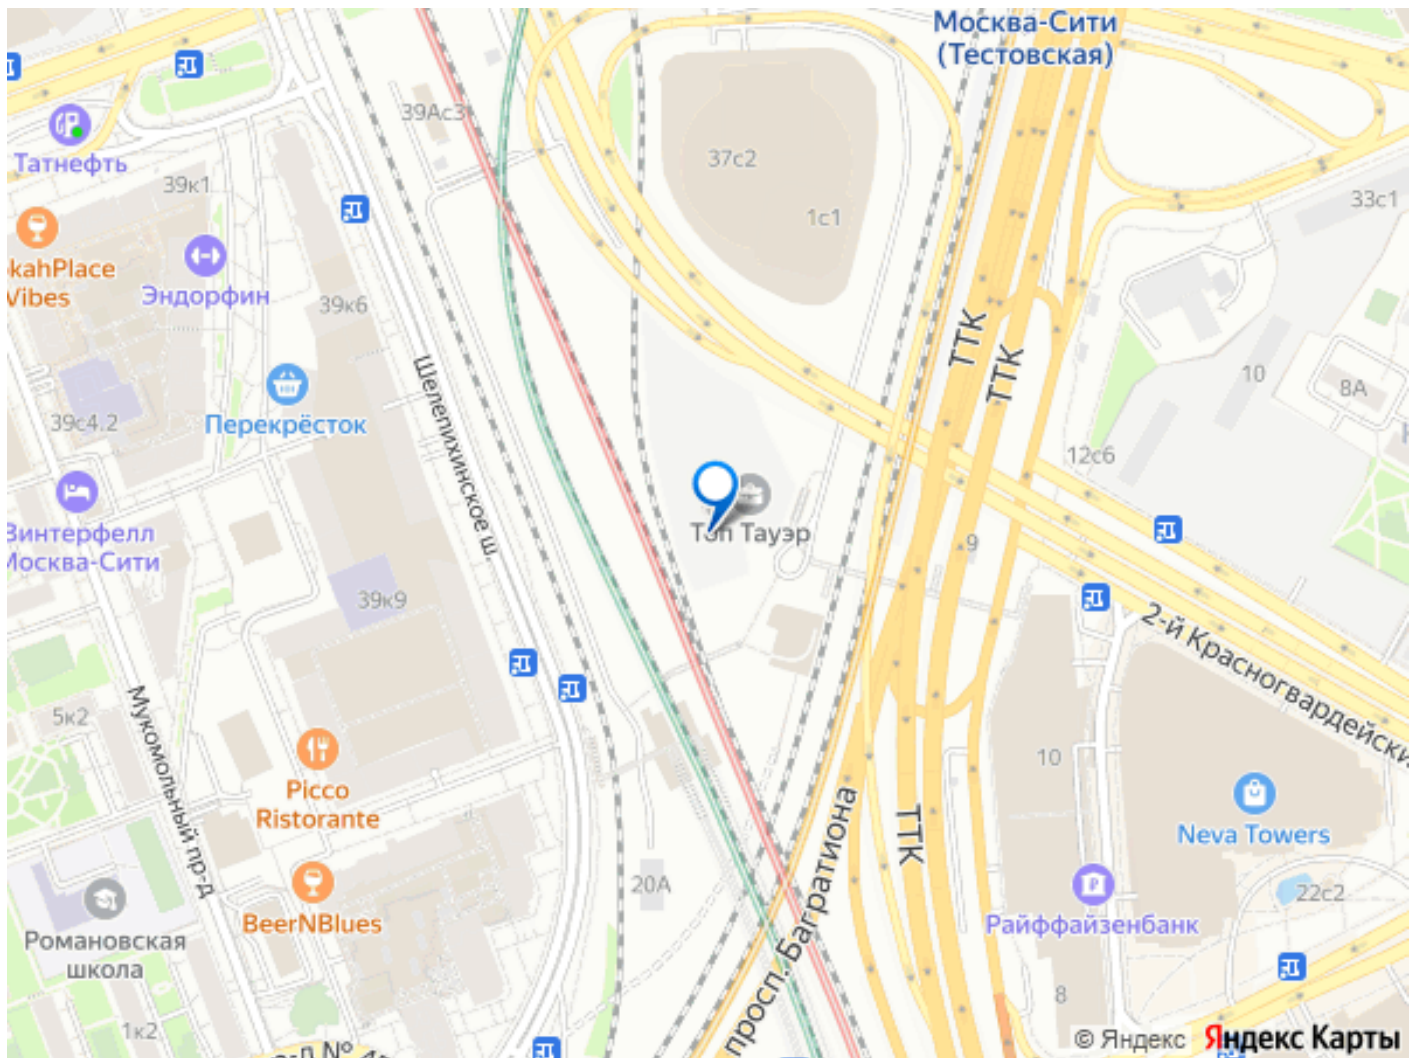 Москва-Сити
(Тестовская)
39Ас3
Татнефть
37с2
39к1
33с1
1с1
kahPlace
Vibes
Эндорфин
39к6
ТТК
ТТК
Шелепихинское ш.
10
8А
39с4.2
Перекрёсток
12с6
Винтерфелл
Москва-Сити
Топ Тауэр
9
39к9
2-й Красногвардейски
Мукомольный пр-д
5к2
Picco
Ristorante
10
ТТК
Neva Towers
просп. Багратиона
20А
22с2
BeerNBlues
Райффайзенбанк
Романовская
школа
8
1к2
© Яндекс Яндекс Карты